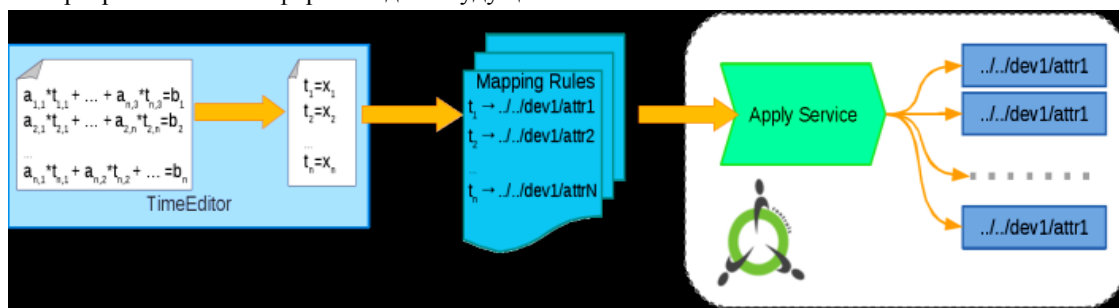 a1,1*t1,1 + ... + an,3*tn,3=b1
a2,1*t2,1 + ... + a2,n*t2,n=b2
...
an,1*tn,1 + an,2*tn,2 + ... =bn
TimeEditor
t1=x1
t2=x2
...
tn=xn
Mapping Rules
t1 → ../../dev1/attr1
t2 → ../../dev1/attr2
...
tn → ../../dev1/attrN
Apply Service
../../dev1/attr1
../../dev1/attr1
../../dev1/attr1